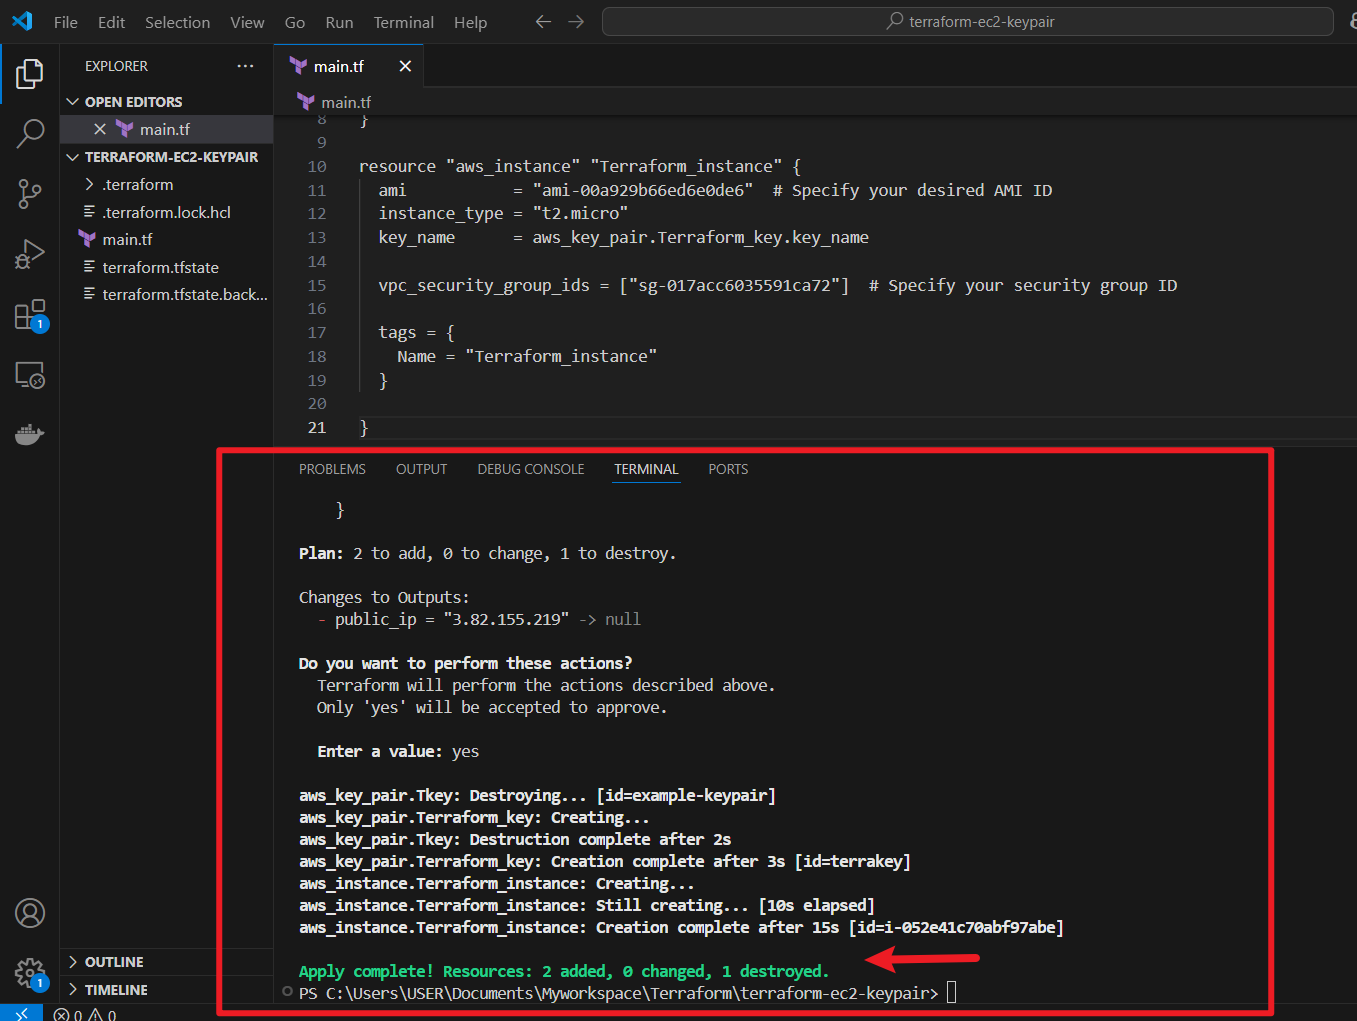 File Edit Selection View Go Run Terminal Help
terraform-ec2-keypair
EXPLORER
OPEN EDITORS
main.tf
TERRAFORM-EC2-KEYPAIR
.terraform
.terraform.lock.hcl
main.tf
terraform.tfstate
terraform.tfstate.back...
OUTLINE
TIMELINE
1
1
0 0
main.tf
main.tf
8 }
9
10 resource "aws_instance" "Terraform_instance" {
11 ami = "ami-00a929b66ed6e0de6" # Specify your desired AMI ID
12 instance_type = "t2.micro"
13 key_name = aws_key_pair.Terraform_key.key_name
14
15 vpc_security_group_ids = ["sg-017acc6035591ca72"] # Specify your security group ID
16
17 tags = {
18 Name = "Terraform_instance"
19 }
20
21 }
PROBLEMS OUTPUT DEBUG CONSOLE TERMINAL PORTS
}
Plan: 2 to add, 0 to change, 1 to destroy.
Changes to Outputs:
- public_ip = "3.82.155.219" -> null
Do you want to perform these actions?
Terraform will perform the actions described above.
Only 'yes' will be accepted to approve.
Enter a value: yes
aws_key_pair.Tkey: Destroying... [id=example-keypair]
aws_key_pair.Terraform_key: Creating...
aws_key_pair.Tkey: Destruction complete after 2s
aws_key_pair.Terraform_key: Creation complete after 3s [id=terrakey]
aws_instance.Terraform_instance: Creating...
aws_instance.Terraform_instance: Still creating... [10s elapsed]
aws_instance.Terraform_instance: Creation complete after 15s [id=i-052e41c70abf97abe]
Apply complete! Resources: 2 added, 0 changed, 1 destroyed.
PS C:\Users\USER\Documents\Myworkspace\Terraform\terraform-ec2-keypair>